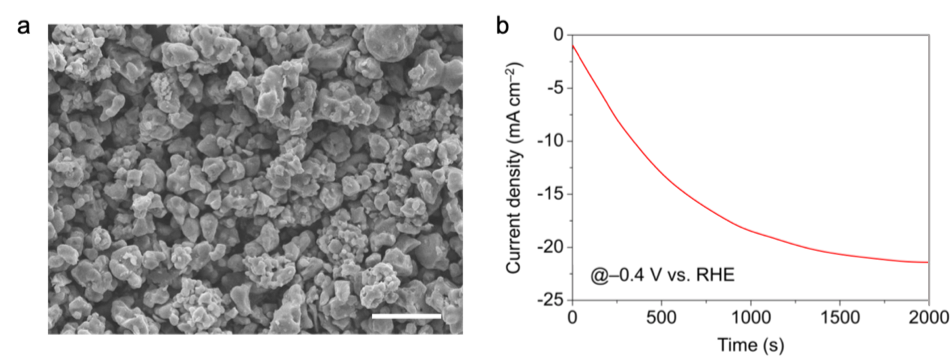 a
b
0
-5
-10
-15
-20
-25
Current density (mA cm⁻²)
@–0.4 V vs. RHE
0 500 1000 1500 2000
Time (s)